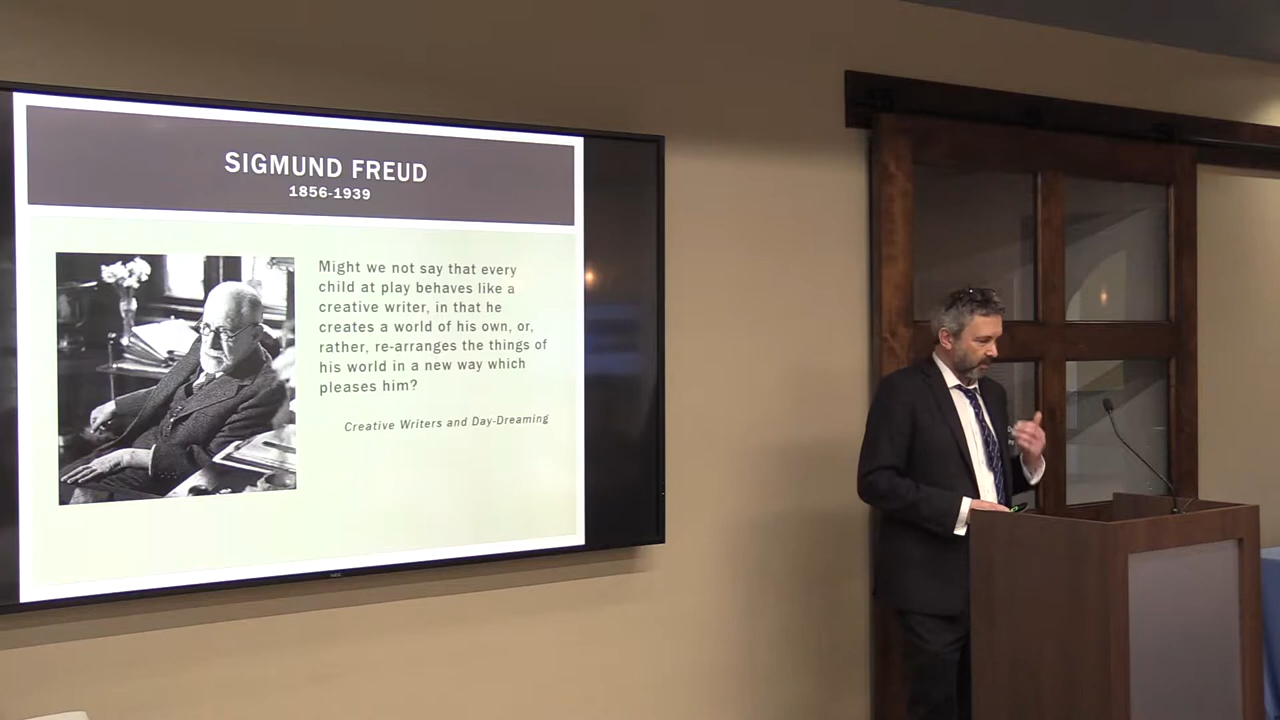 SIGMUND FREUD
1856-1939
Might we not say that every
child at play behaves like a
creative writer, in that he
creates a world of his own, or,
rather, re-arranges the things of
his world in a new way which
pleases him?
Creative Writers and Day-Dreaming
NEC